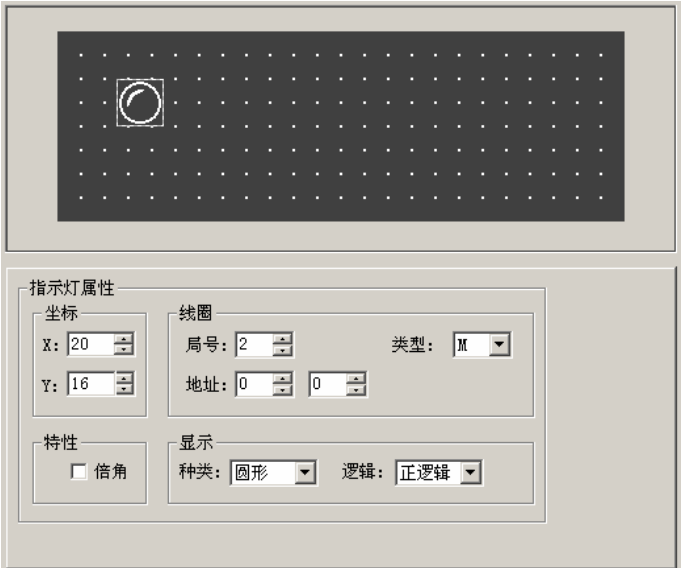 指示灯属性
坐标 线圈
X: 20 局号: 2 类型: M
Y: 16 地址: 0 0
特性 显示
倍角 种类: 圆形 逻辑: 正逻辑